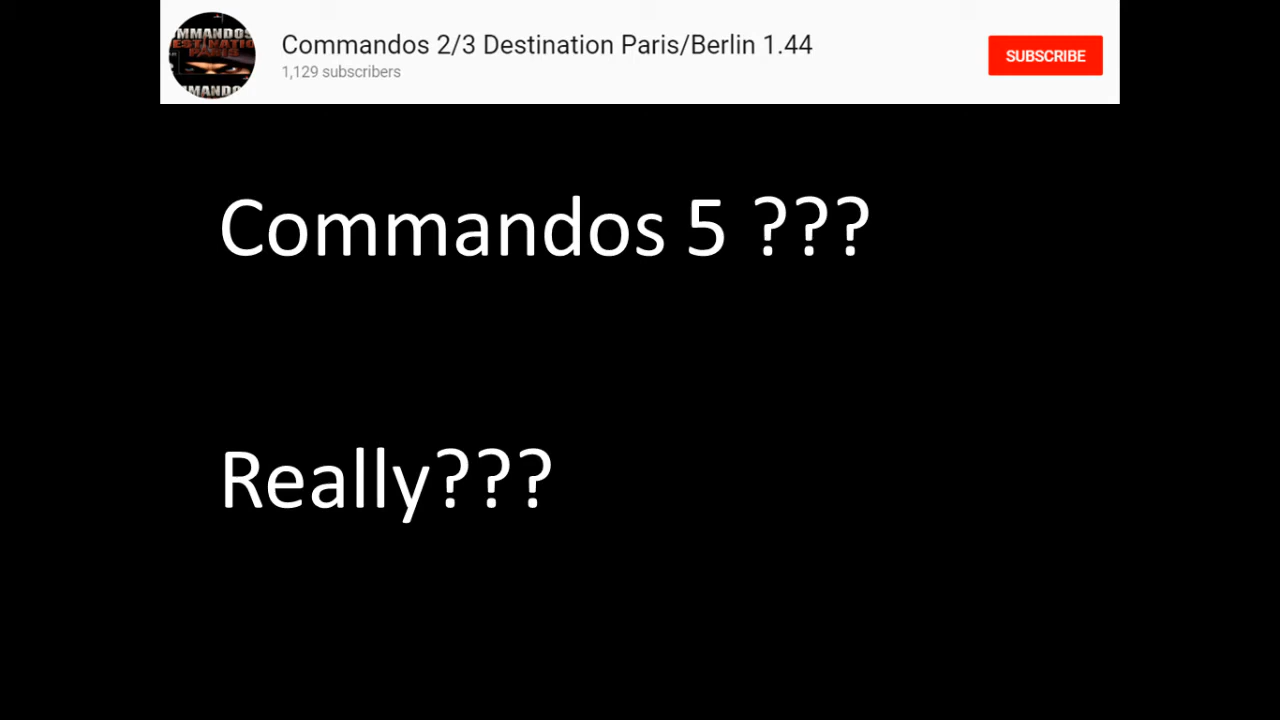 Commandos 2/3 Destination Paris/Berlin 1.44
1,129 subscribers
SUBSCRIBE
Commandos 5 ???
Really???